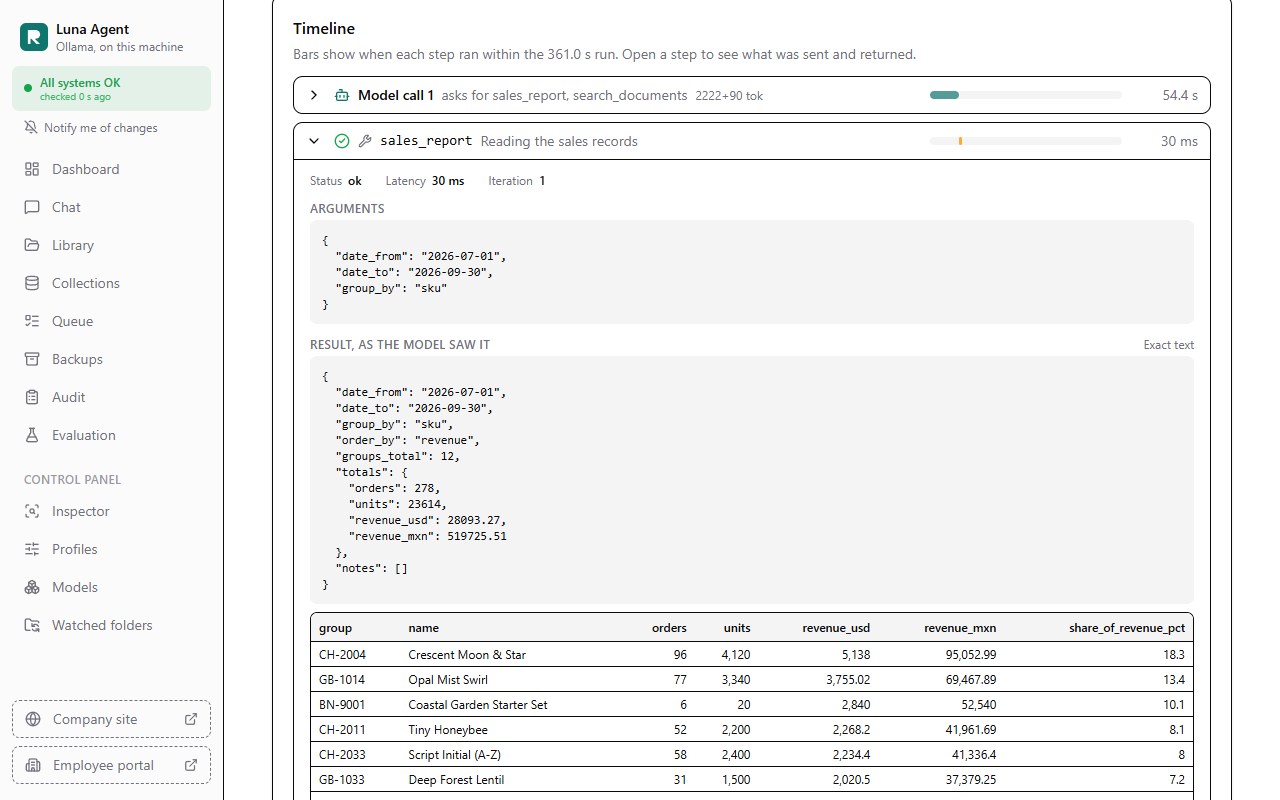 Luna Agent
Ollama, on this machine
All systems OK
checked 0 s ago
Notify me of changes
Dashboard
Chat
Library
Collections
Queue
Backups
Audit
Evaluation
CONTROL PANEL
Inspector
Profiles
Models
Watched folders
Company site
Employee portal
Timeline
Bars show when each step ran within the 361.0 s run. Open a step to see what was sent and returned.
Model call 1 asks for sales_report, search_documents 2222+90 tok 54.4 s
sales_report Reading the sales records 30 ms
Status ok Latency 30 ms Iteration 1
ARGUMENTS
{
"date_from": "2026-07-01",
"date_to": "2026-09-30",
"group_by": "sku"
}
RESULT, AS THE MODEL SAW IT Exact text
{
"date_from": "2026-07-01",
"date_to": "2026-09-30",
"group_by": "sku",
"order_by": "revenue",
"groups_total": 12,
"totals": {
"orders": 278,
"units": 23614,
"revenue_usd": 28093.27,
"revenue_mxn": 519725.51
},
"notes": []
}
group name orders units revenue_usd revenue_mxn share_of_revenue_pct
CH-2004 Crescent Moon & Star 96 4,120 5,138 95,052.99 18.3
GB-1014 Opal Mist Swirl 77 3,340 3,755.02 69,467.89 13.4
BN-9001 Coastal Garden Starter Set 6 20 2,840 52,540 10.1
CH-2011 Tiny Honeybee 52 2,200 2,268.2 41,961.69 8.1
CH-2033 Script Initial (A-Z) 58 2,400 2,234.4 41,336.4 8
GB-1033 Deep Forest Lentil 31 1,500 2,020.5 37,379.25 7.2